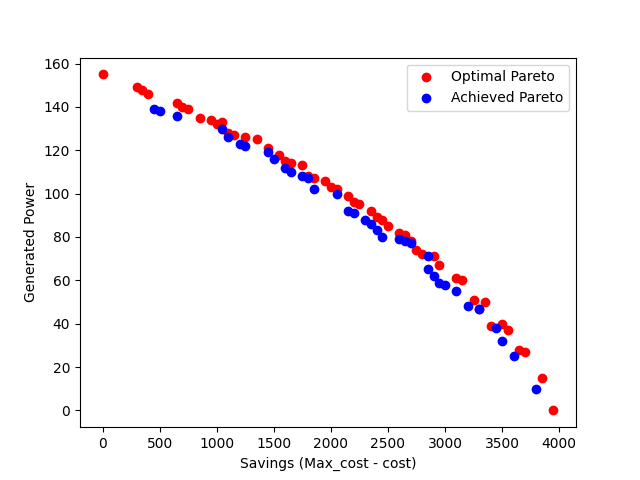 Optimal Pareto
Achieved Pareto
160
140
120
100
80
60
40
20
0
Generated Power
0 500 1000 1500 2000 2500 3000 3500 4000
Savings (Max_cost - cost)